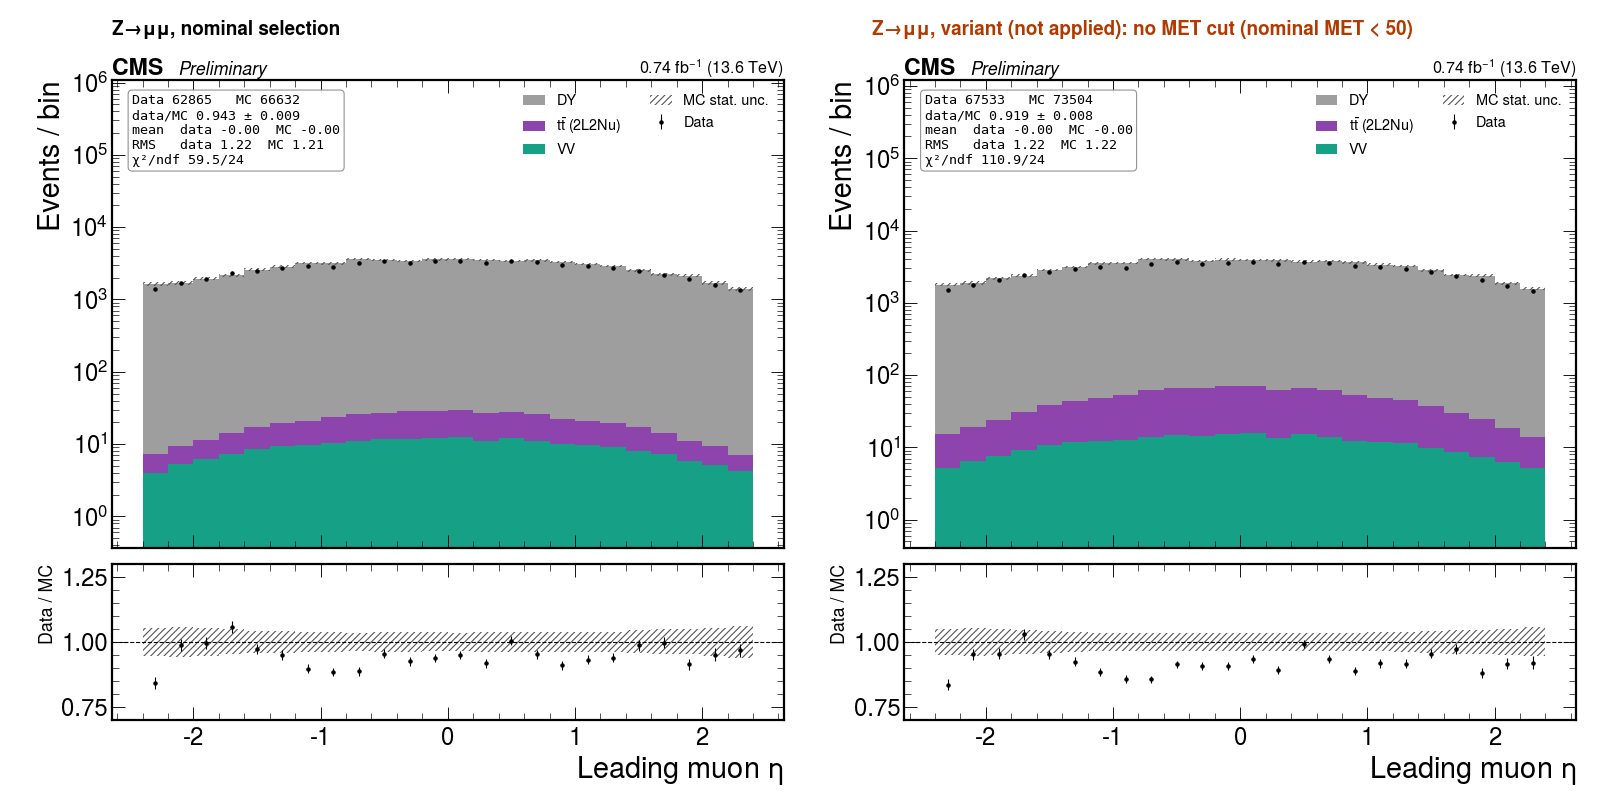 Z→μμ, nominal selection
CMS Preliminary
0.74 fb⁻¹ (13.6 TeV)
Data 62865   MC 66632
data/MC 0.943 ± 0.009
mean  data -0.00  MC -0.00
RMS   data 1.22  MC 1.21
χ²/ndf 59.5/24
DY
tt̄ (2L2Nu)
VV
MC stat. unc.
Data
Events / bin
10⁶
10⁵
10⁴
10³
10²
10¹
10⁰
Data / MC
1.25
1.00
0.75
-2 -1 0 1 2
Leading muon η
Z→μμ, variant (not applied): no MET cut (nominal MET < 50)
CMS Preliminary
0.74 fb⁻¹ (13.6 TeV)
Data 67533   MC 73504
data/MC 0.919 ± 0.008
mean  data -0.00  MC -0.00
RMS   data 1.22  MC 1.22
χ²/ndf 110.9/24
DY
tt̄ (2L2Nu)
VV
MC stat. unc.
Data
Events / bin
10⁶
10⁵
10⁴
10³
10²
10¹
10⁰
Data / MC
1.25
1.00
0.75
-2 -1 0 1 2
Leading muon η